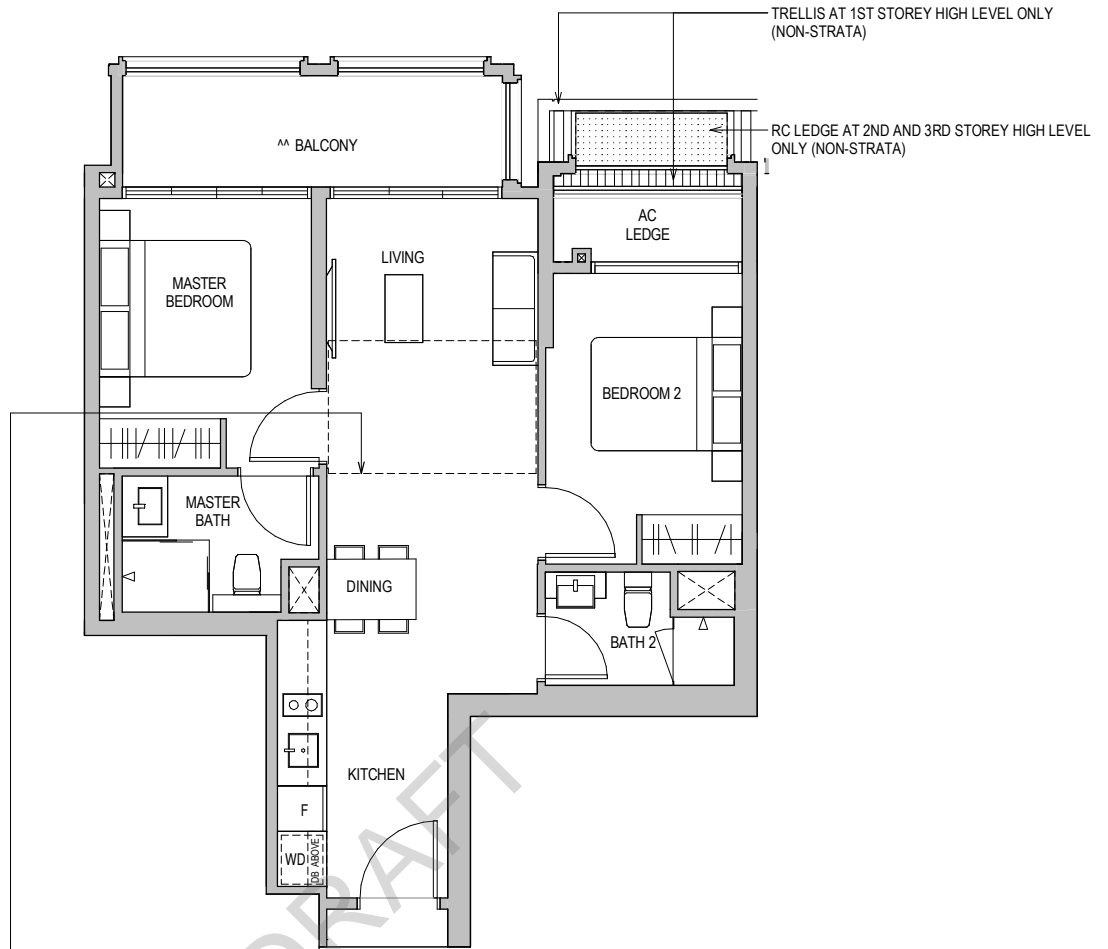 TRELLIS AT 1ST STOREY HIGH LEVEL ONLY
(NON-STRATA)
RC LEDGE AT 2ND AND 3RD STOREY HIGH LEVEL
ONLY (NON-STRATA)
^^ BALCONY
AC
LEDGE
LIVING
MASTER
BEDROOM
BEDROOM 2
MASTER
BATH
DINING
BATH 2
KITCHEN
F
WD
DB ABOVE
DRAFT